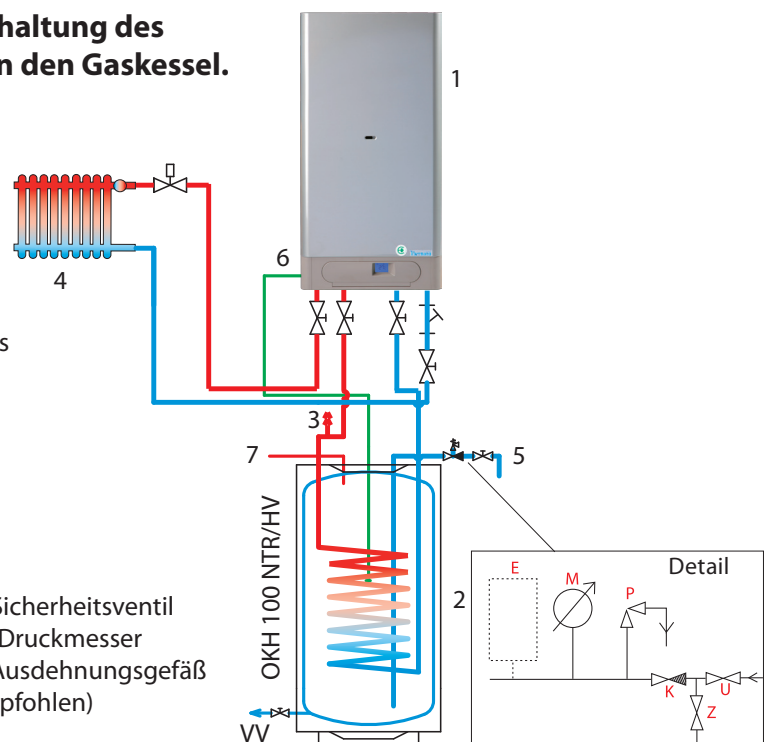 haltung des
n den Gaskessel.
1
6
4
s
3
7
5
OKH 100 NTR/HV
2
Detail
E
M
P
K
U
Z
Sicherheitsventil
Druckmesser
Ausdehnungsgefäß
pfohlen)
VV